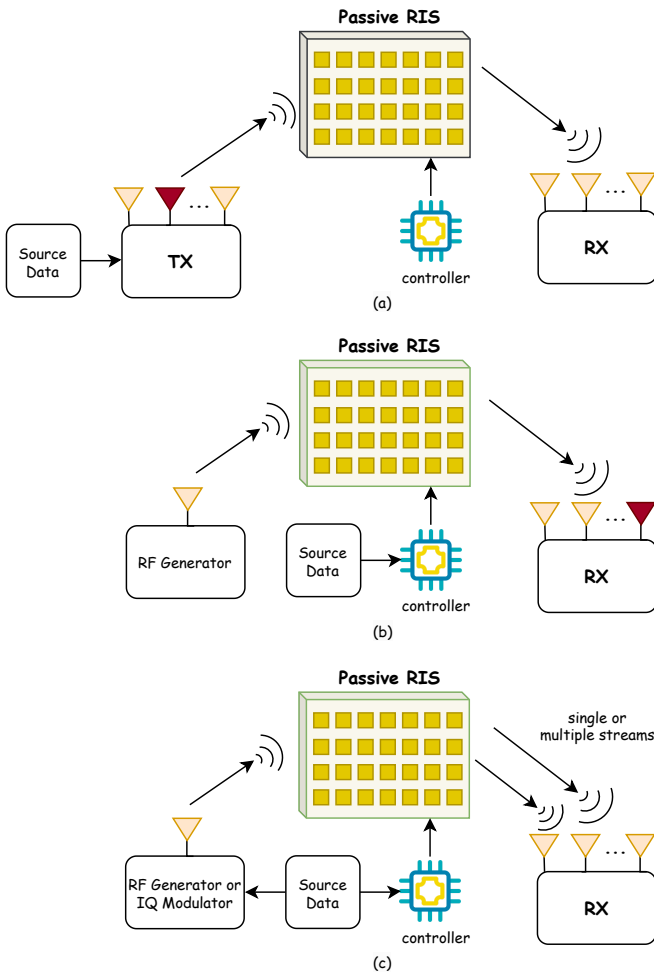 Passive RIS
Source
Data
TX
...
controller
...
RX
(a)
Passive RIS
RF Generator
Source
Data
controller
...
RX
(b)
Passive RIS
single or
multiple streams
RF Generator or
IQ Modulator
Source
Data
controller
...
RX
(c)